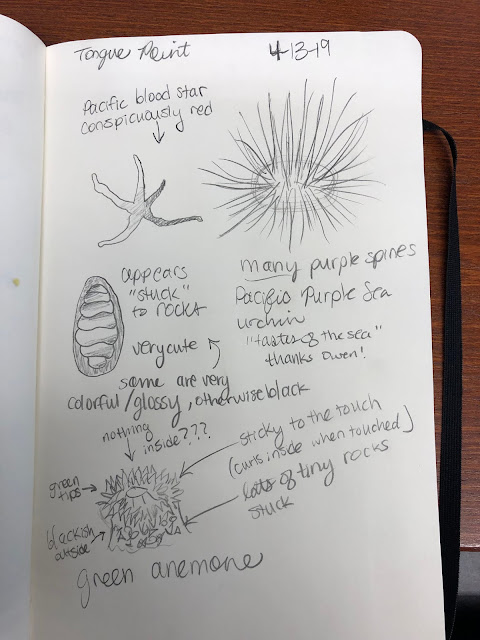 Tongue Point 4-13-19
Pacific blood star
conspicuously red
many purple spines
Pacific Purple Sea
urchin
"tastes of the sea"
thanks Owen!
appears
"stuck"
to rocks
very cute
some are very
colorful/glossy, otherwise black
nothing
inside???
green
tips
blackish
outside
sticky to the touch
(curls inside when touched)
lots of tiny rocks
stuck
green anemone